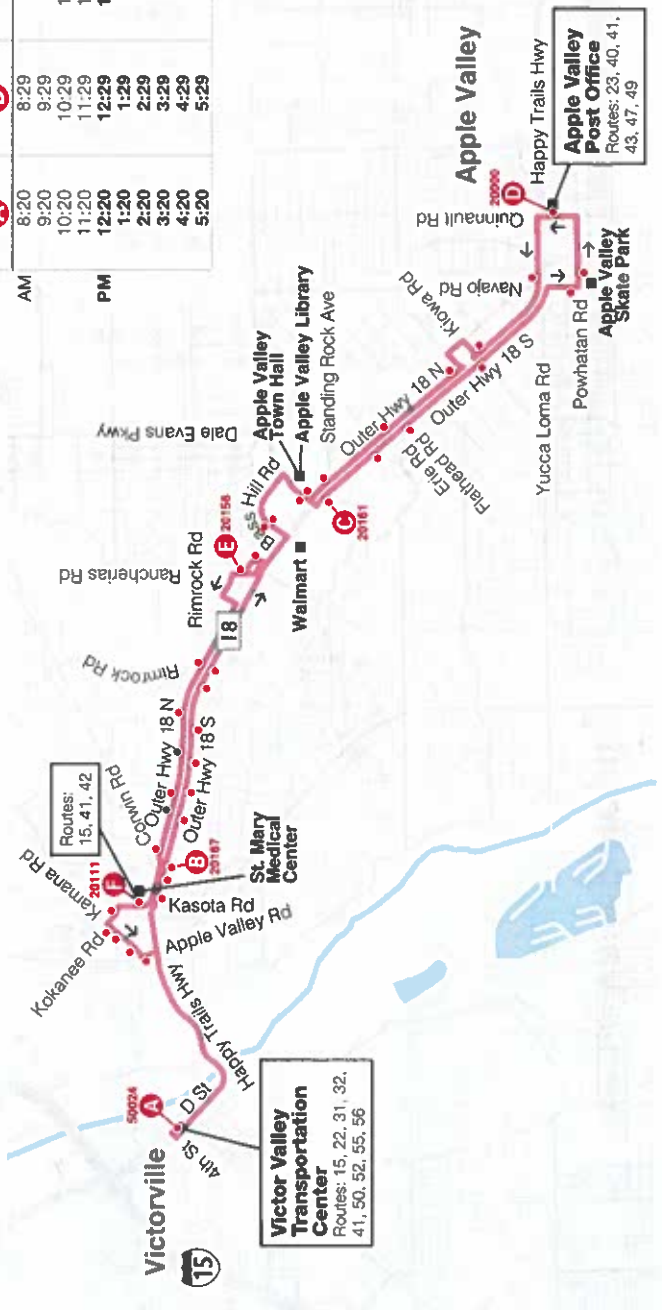 Victorville
15
4th St
D St
50024
A
Victor Valley
Transportation
Center
Routes: 15, 22, 31, 32,
41, 50, 52, 55, 56
Happy Trails Hwy
Kokanee Rd
Kamana Rd
Apple Valley Rd
20111
F
Routes:
15, 41, 42
Kasota Rd
B
20167
St. Mary
Medical
Center
Corwin Rd
Outer Hwy 18 N
Outer Hwy 18 S
Rimrock Rd
18
Rimrock Rd
Rancherias Rd
E
20156
Bass Hill Rd
Walmart
Dale Evans Pkwy
Apple Valley
Town Hall
Apple Valley Library
Standing Rock Ave
C
20161
Outer Hwy 18 N
Outer Hwy 18 S
Flathead Rd
Erie Rd
Kiowa Rd
Yucca Loma Rd
Navajo Rd
Powhatan Rd
Apple Valley
Skate Park
Quinnault Rd
20000
D
Happy Trails Hwy
Apple Valley
Apple Valley
Post Office
Routes: 23, 40, 41,
43, 47, 49
AM
8:20 8:29
9:20 9:29
10:20 10:29
11:20 11:29
PM
12:20 12:29
1:20 1:29
2:20 2:29
3:20 3:29
4:20 4:29
5:20 5:29